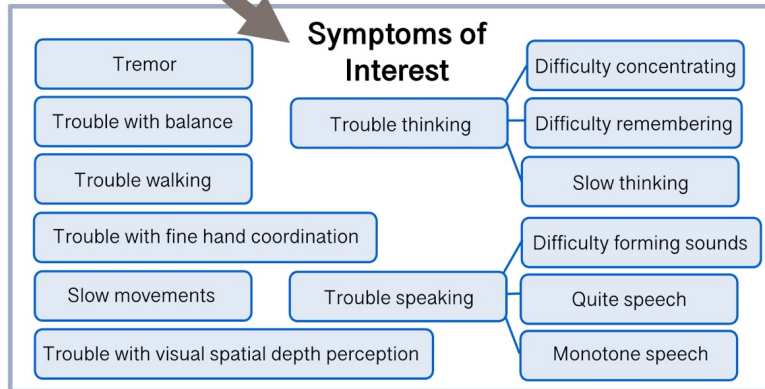 Symptoms of
Interest
Tremor
Trouble with balance
Trouble walking
Trouble with fine hand coordination
Slow movements
Trouble with visual spatial depth perception
Trouble thinking
Difficulty concentrating
Difficulty remembering
Slow thinking
Trouble speaking
Difficulty forming sounds
Quite speech
Monotone speech